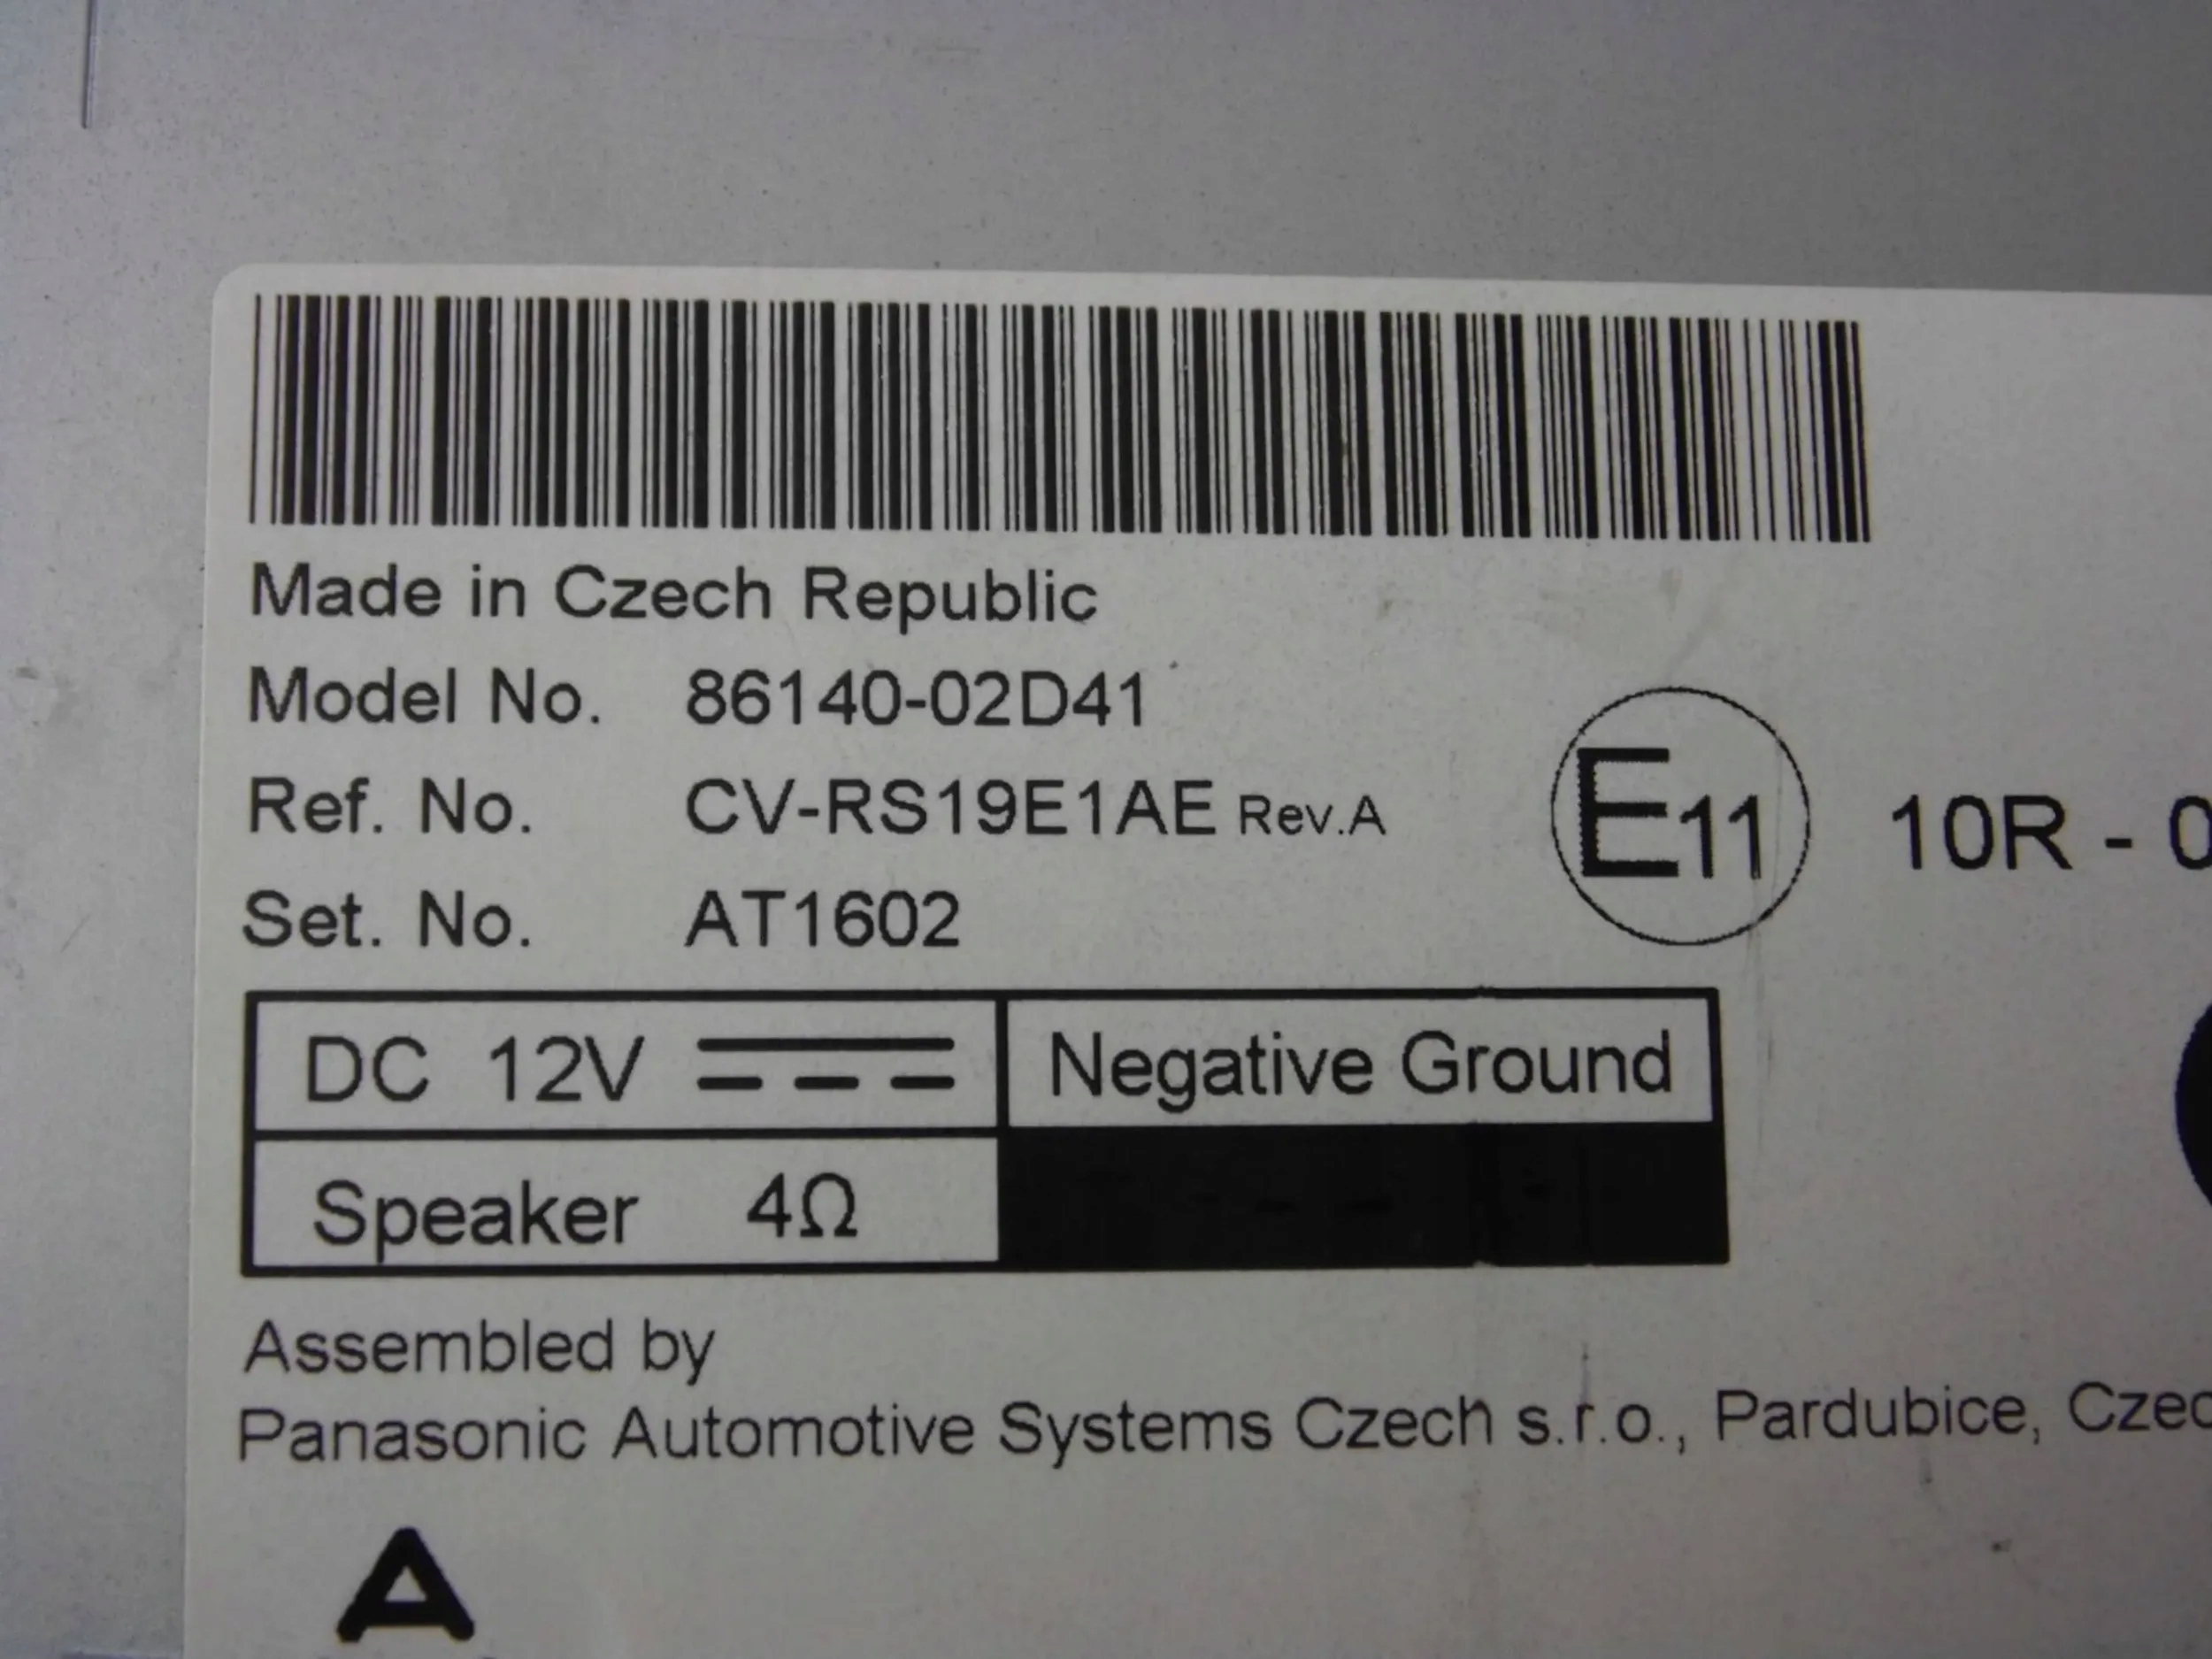 Made in Czech Republic
Model No. 86140-02D41
Ref. No. CV-RS19E1AE Rev.A
Set. No. AT1602
E11 10R - 0
DC 12V Negative Ground
Speaker 4Ω
Assembled by
Panasonic Automotive Systems Czech s.r.o., Pardubice, Czec
A